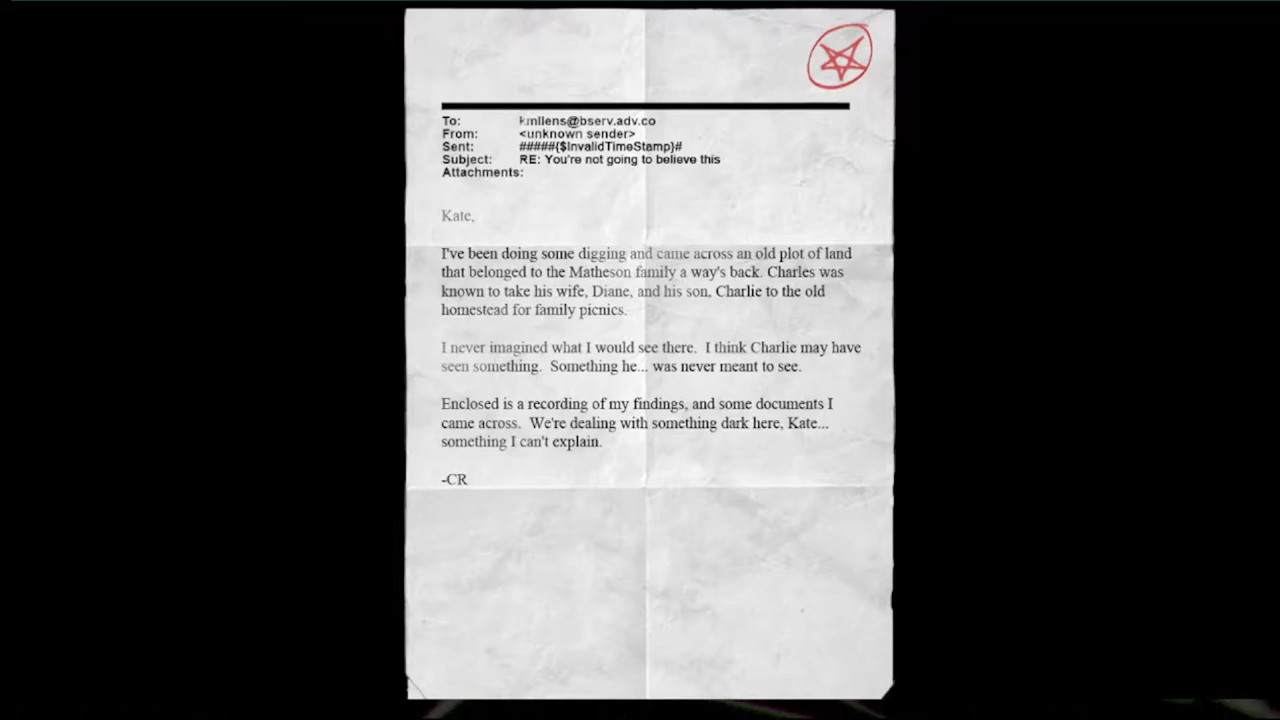 To: kmllens@bserv.adv.co
From: <unknown sender>
Sent: #####{$InvalidTimeStamp}#
Subject: RE: You're not going to believe this
Attachments:
Kate,
I've been doing some digging and came across an old plot of land
that belonged to the Matheson family a way's back. Charles was
known to take his wife, Diane, and his son, Charlie to the old
homestead for family picnics.
I never imagined what I would see there. I think Charlie may have
seen something. Something he... was never meant to see.
Enclosed is a recording of my findings, and some documents I
came across. We're dealing with something dark here, Kate...
something I can't explain.
-CR